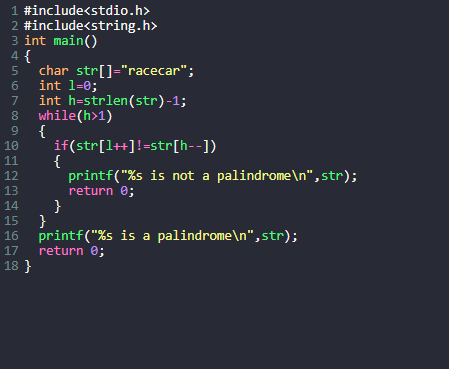 1 #include<stdio.h>
2 #include<string.h>
3 int main()
4 {
5 char str[]="racecar";
6 int l=0;
7 int h=strlen(str)-1;
8 while(h>1)
9 {
10 if(str[l++]!=str[h--])
11 {
12 printf("%s is not a palindrome\n",str);
13 return 0;
14 }
15 }
16 printf("%s is a palindrome\n",str);
17 return 0;
18 }